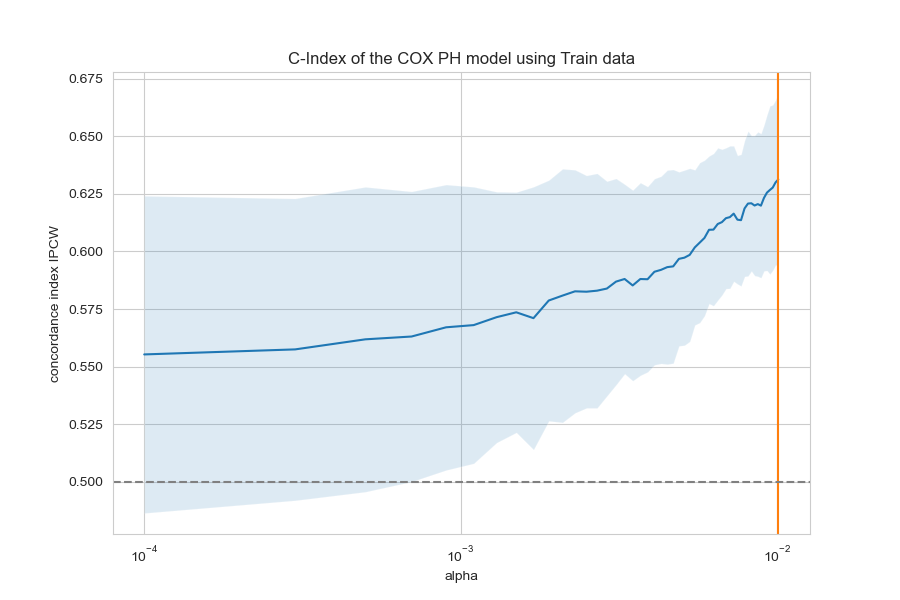 C-Index of the COX PH model using Train data
concordance index IPCW
0.675
0.650
0.625
0.600
0.575
0.550
0.525
0.500
10⁻⁴ 10⁻³ 10⁻²
alpha